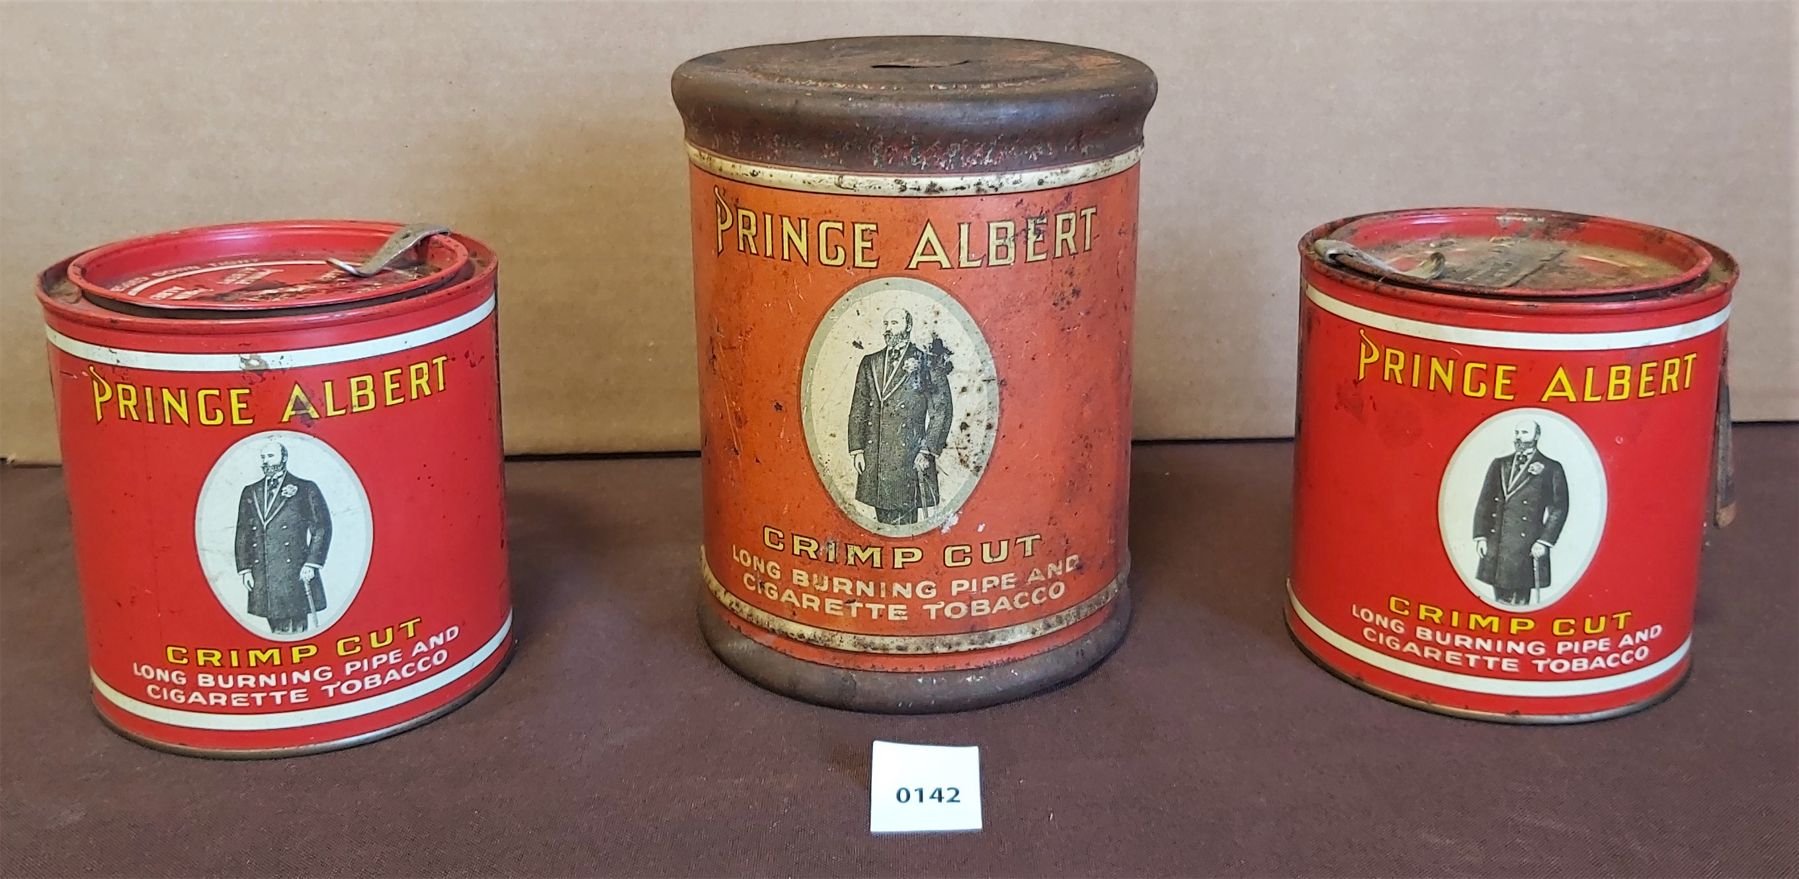 PRINCE ALBERT
CRIMP CUT
LONG BURNING PIPE AND
CIGARETTE TOBACCO
PRINCE ALBERT
CRIMP CUT
LONG BURNING PIPE AND
CIGARETTE TOBACCO
PRINCE ALBERT
CRIMP CUT
LONG BURNING PIPE AND
CIGARETTE TOBACCO
0142